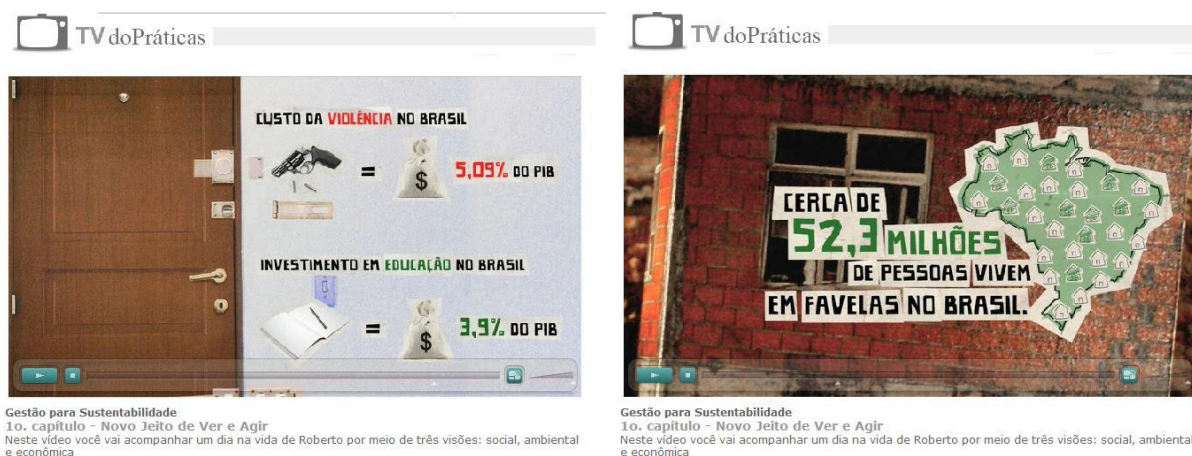 TV doPráticas
CUSTO DA VIOLÊNCIA NO BRASIL
=
$
5,09% DO PIB
INVESTIMENTO EM EDUCAÇÃO NO BRASIL
=
$
3,9% DO PIB
Gestão para Sustentabilidade
1o. capítulo - Novo Jeito de Ver e Agir
Neste vídeo você vai acompanhar um dia na vida de Roberto por meio de três visões: social, ambiental
e econômica
TV doPráticas
CERCA DE
52,3 MILHÕES
DE PESSOAS VIVEM
EM FAVELAS NO BRASIL.
Gestão para Sustentabilidade
1o. capítulo - Novo Jeito de Ver e Agir
Neste vídeo você vai acompanhar um dia na vida de Roberto por meio de três visões: social, ambiental
e econômica